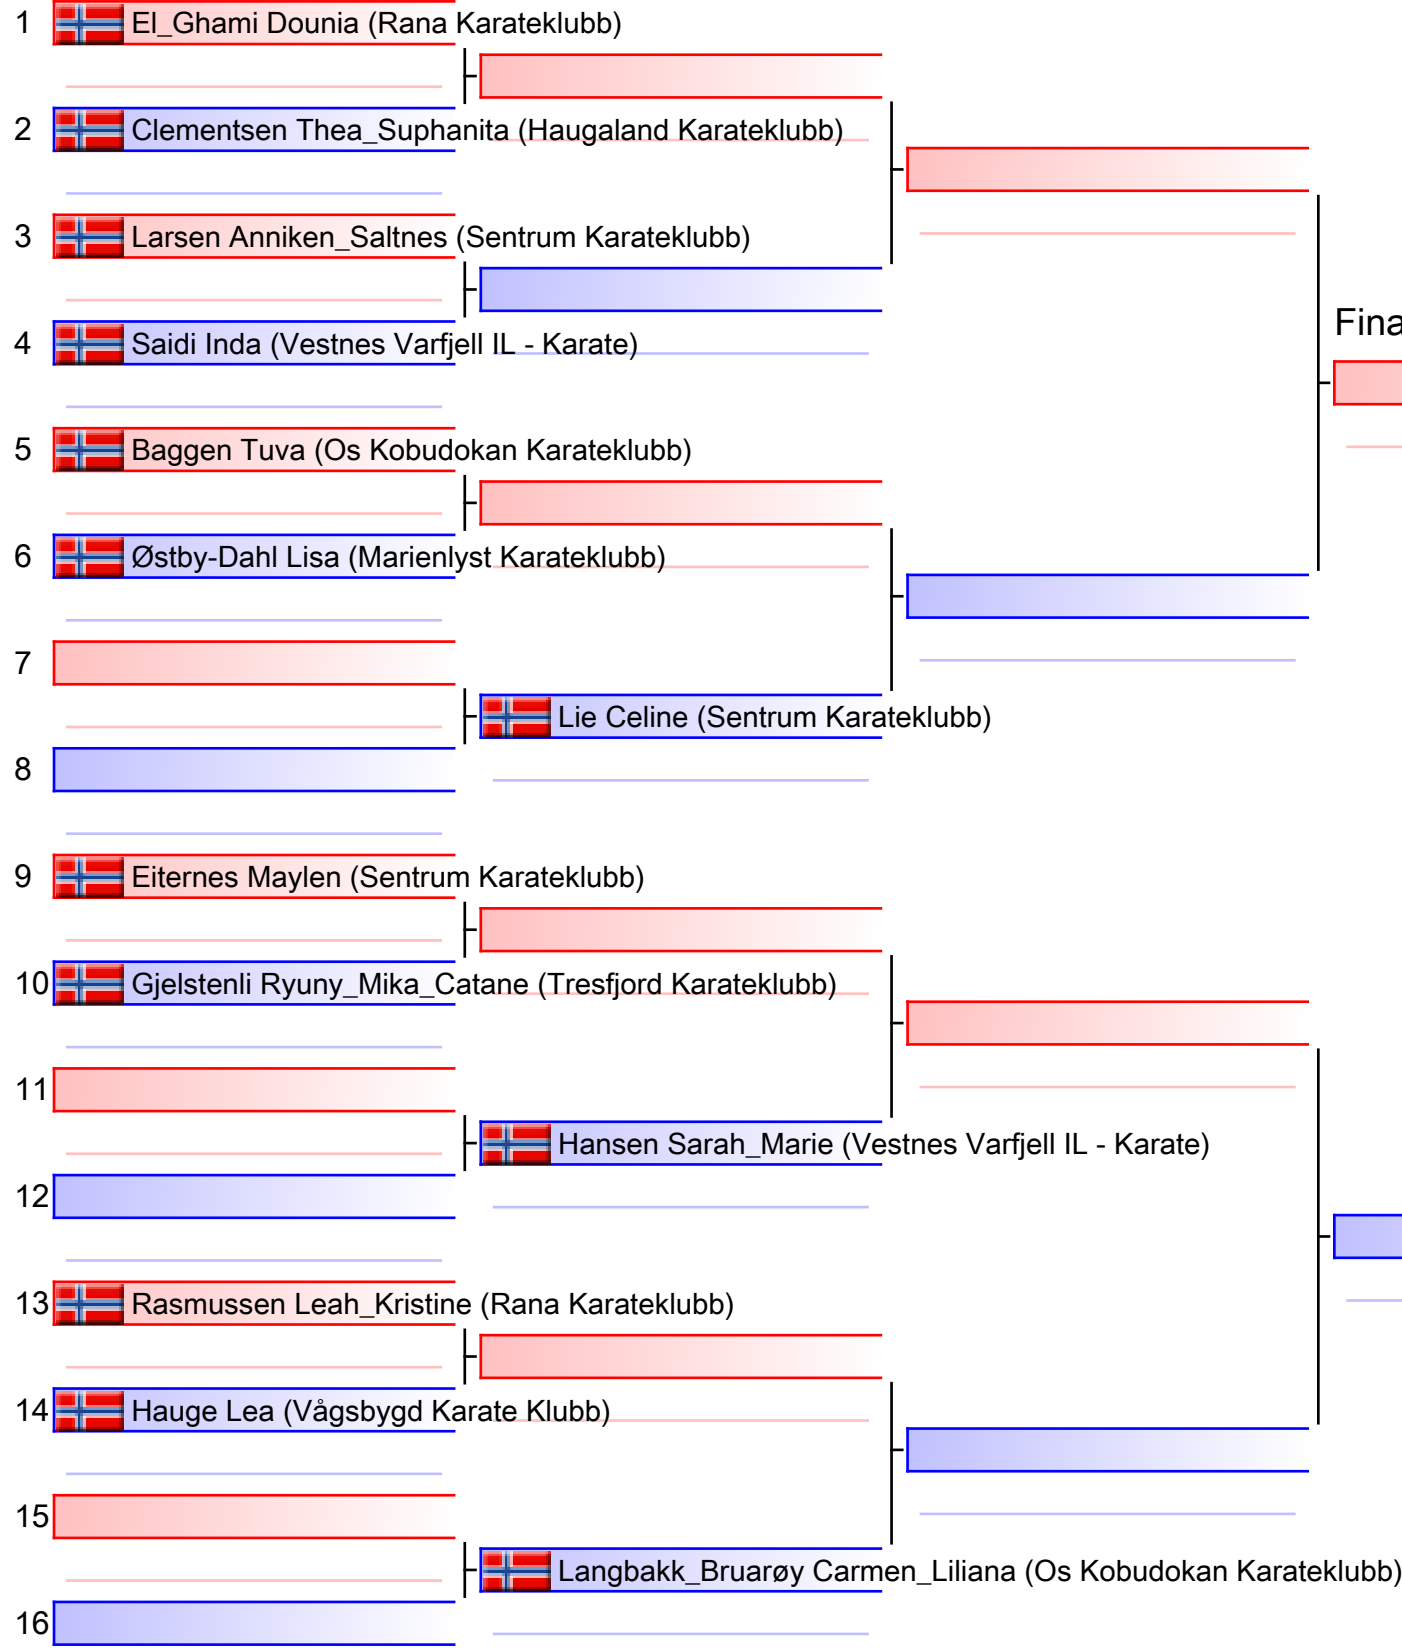 1 El_Ghami Dounia (Rana Karateklubb)
2 Clementsen Thea_Suphanita (Haugaland Karateklubb)
3 Larsen Anniken_Saltnes (Sentrum Karateklubb)
4 Saidi Inda (Vestnes Varfjell IL - Karate)
Fina
5 Baggen Tuva (Os Kobudokan Karateklubb)
6 Østby-Dahl Lisa (Marienlyst Karateklubb)
7
Lie Celine (Sentrum Karateklubb)
8
9 Eiternes Maylen (Sentrum Karateklubb)
10 Gjelstenli Ryuny_Mika_Catane (Tresfjord Karateklubb)
11
Hansen Sarah_Marie (Vestnes Varfjell IL - Karate)
12
13 Rasmussen Leah_Kristine (Rana Karateklubb)
14 Hauge Lea (Vågsbygd Karate Klubb)
15
Langbakk_Bruarøy Carmen_Liliana (Os Kobudokan Karateklubb)
16